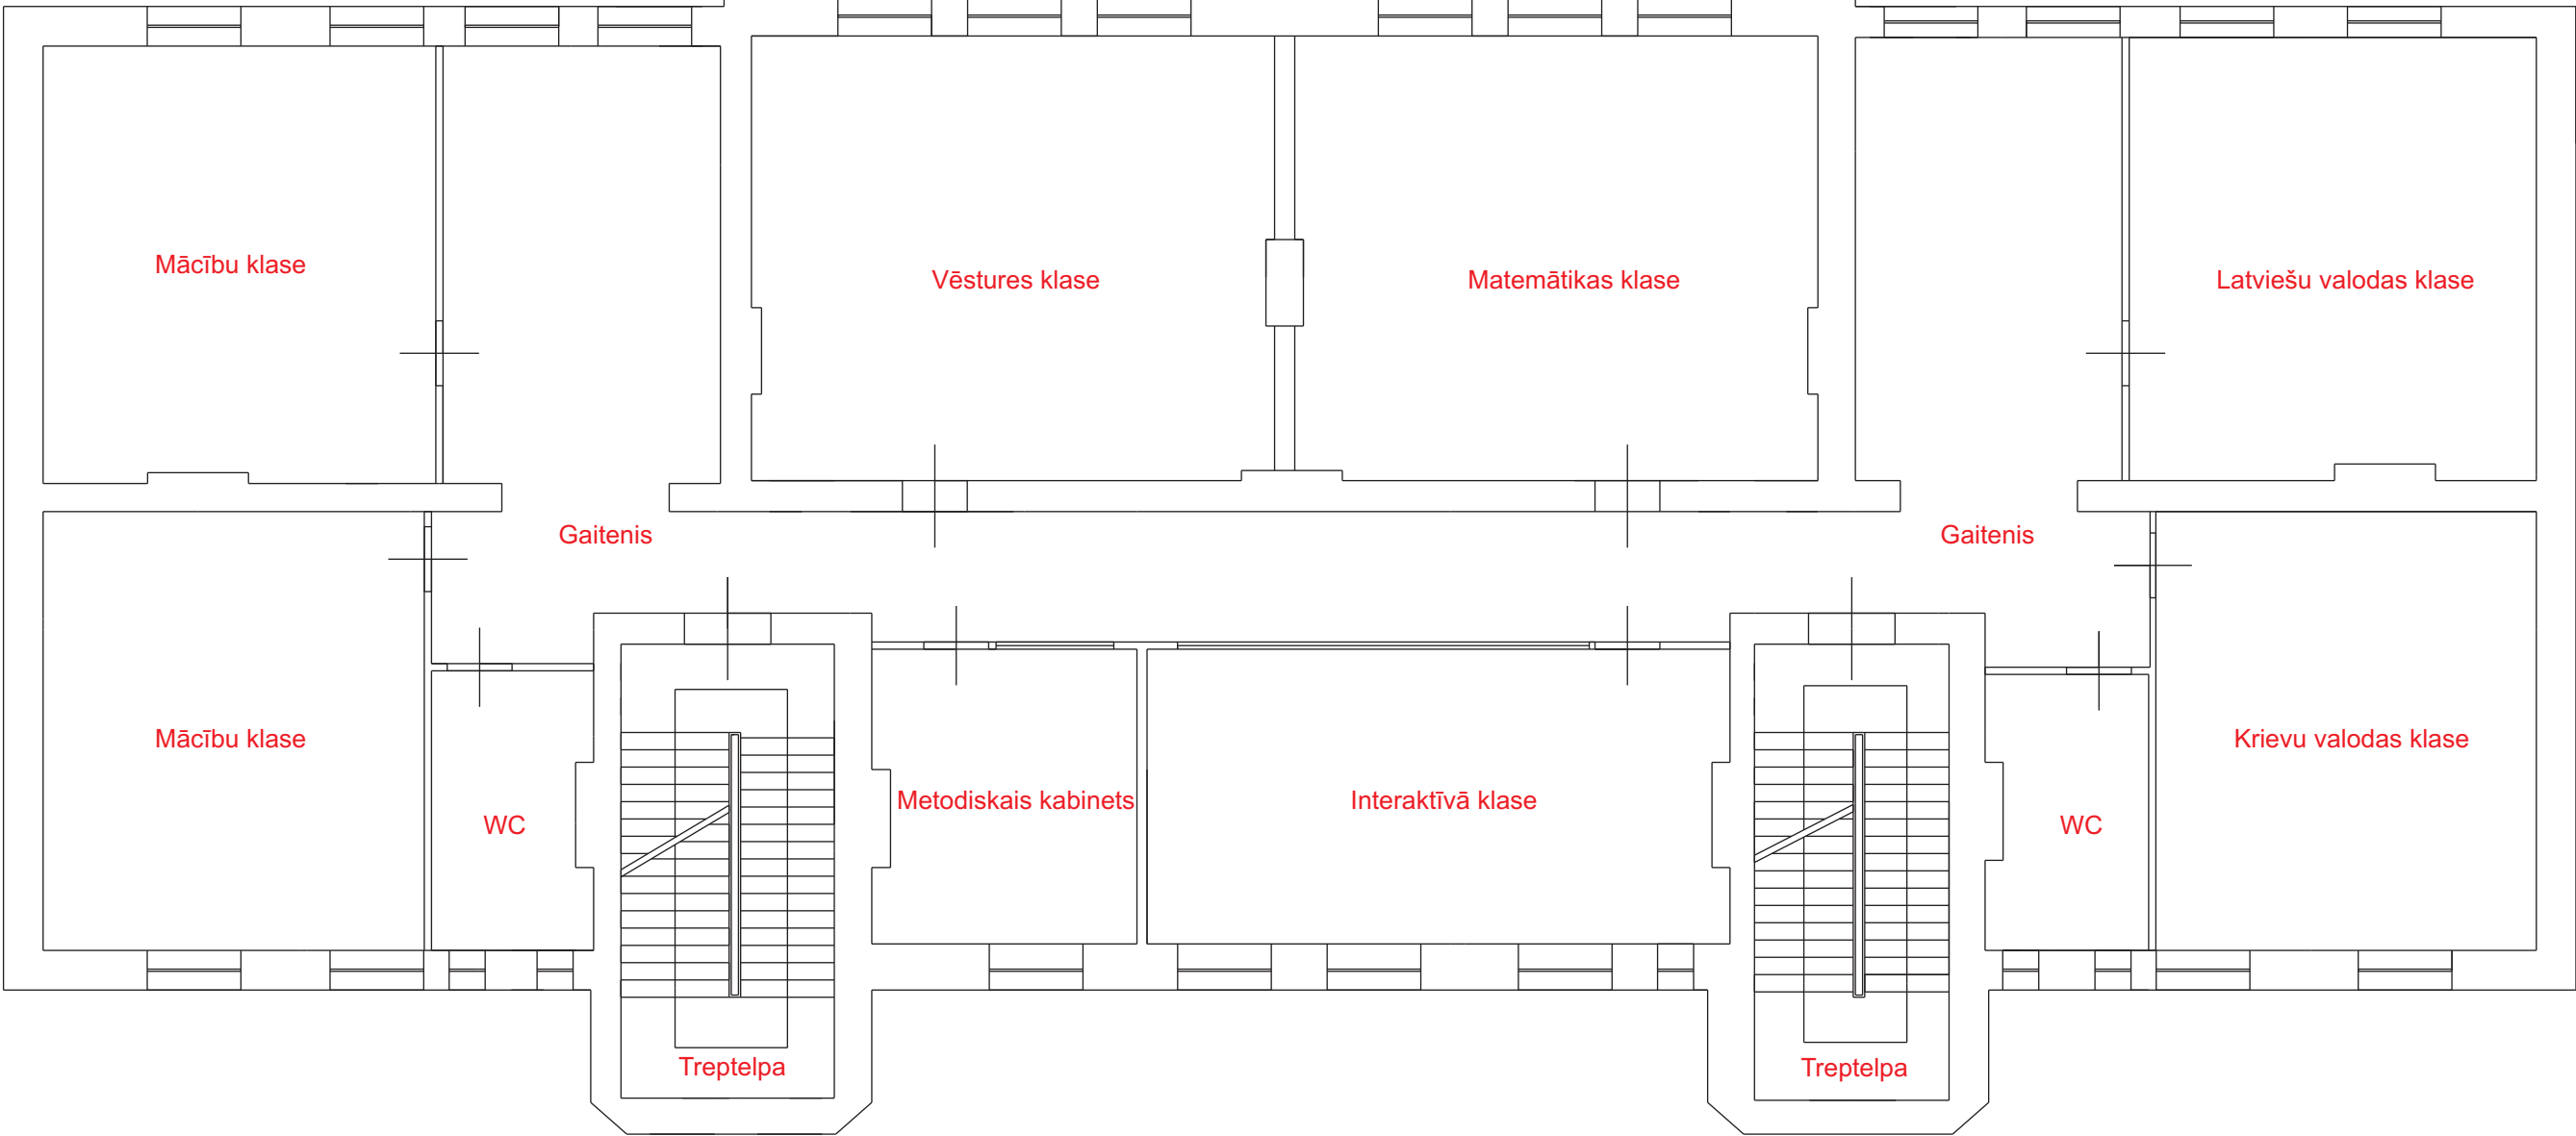 Mācību klase
Vēstures klase
Matemātikas klase
Latviešu valodas klase
Gaitenis
Gaitenis
Mācību klase
Krievu valodas klase
Metodiskais kabinets
Interaktīvā klase
WC
WC
Treptelpa
Treptelpa